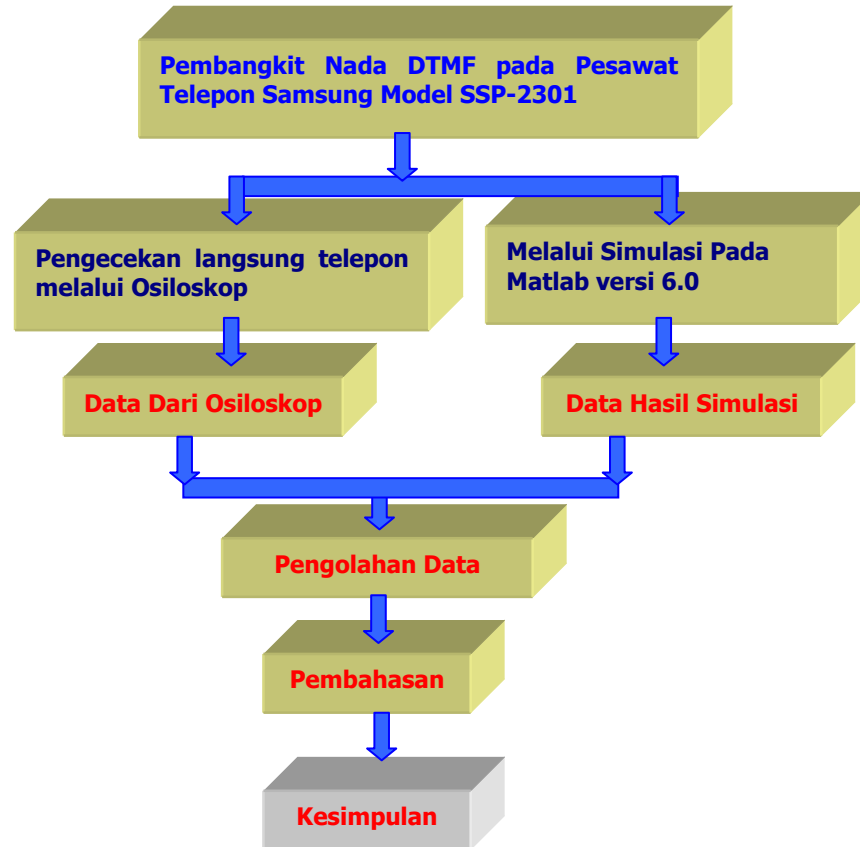 Pembangkit Nada DTMF pada Pesawat
Telepon Samsung Model SSP-2301
Pengecekan langsung telepon
melalui Osiloskop
Melalui Simulasi Pada
Matlab versi 6.0
Data Dari Osiloskop
Data Hasil Simulasi
Pengolahan Data
Pembahasan
Kesimpulan